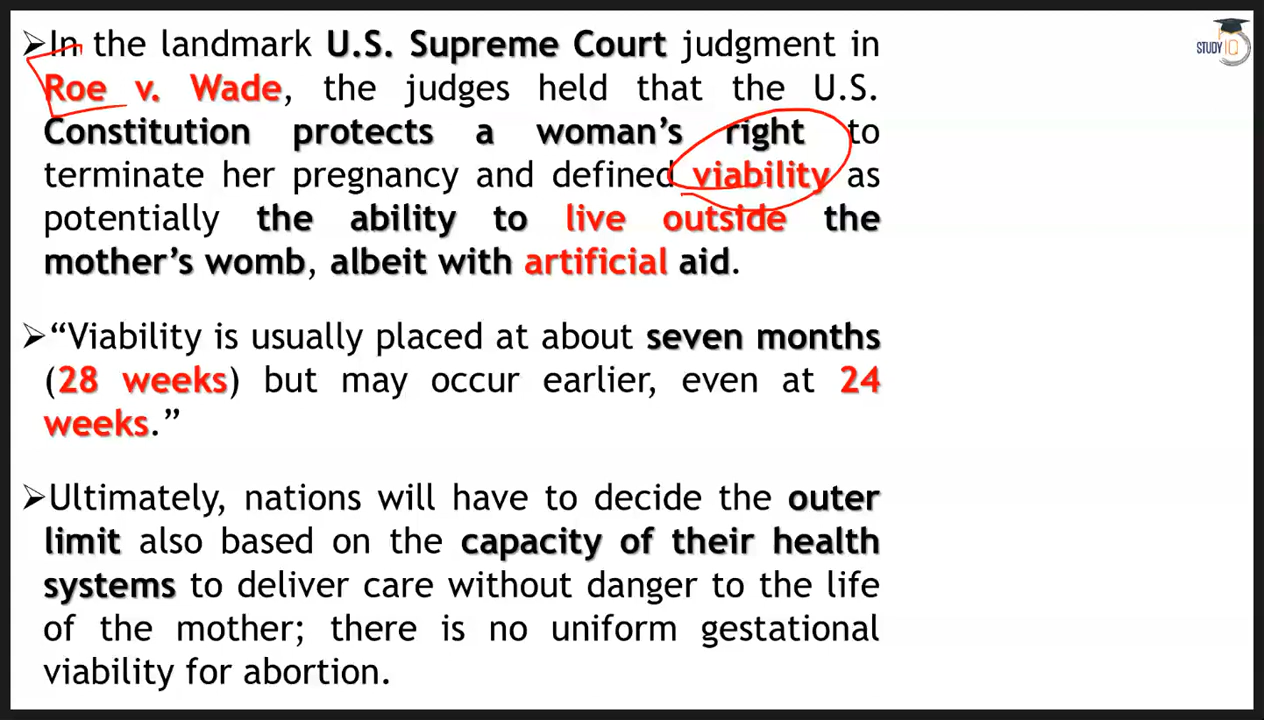 ➢In the landmark U.S. Supreme Court judgment in
Roe v. Wade, the judges held that the U.S.
Constitution protects a woman’s right to
terminate her pregnancy and defined viability as
potentially the ability to live outside the
mother’s womb, albeit with artificial aid.
➢“Viability is usually placed at about seven months
(28 weeks) but may occur earlier, even at 24
weeks.”
➢Ultimately, nations will have to decide the outer
limit also based on the capacity of their health
systems to deliver care without danger to the life
of the mother; there is no uniform gestational
viability for abortion.
STUDY IQ